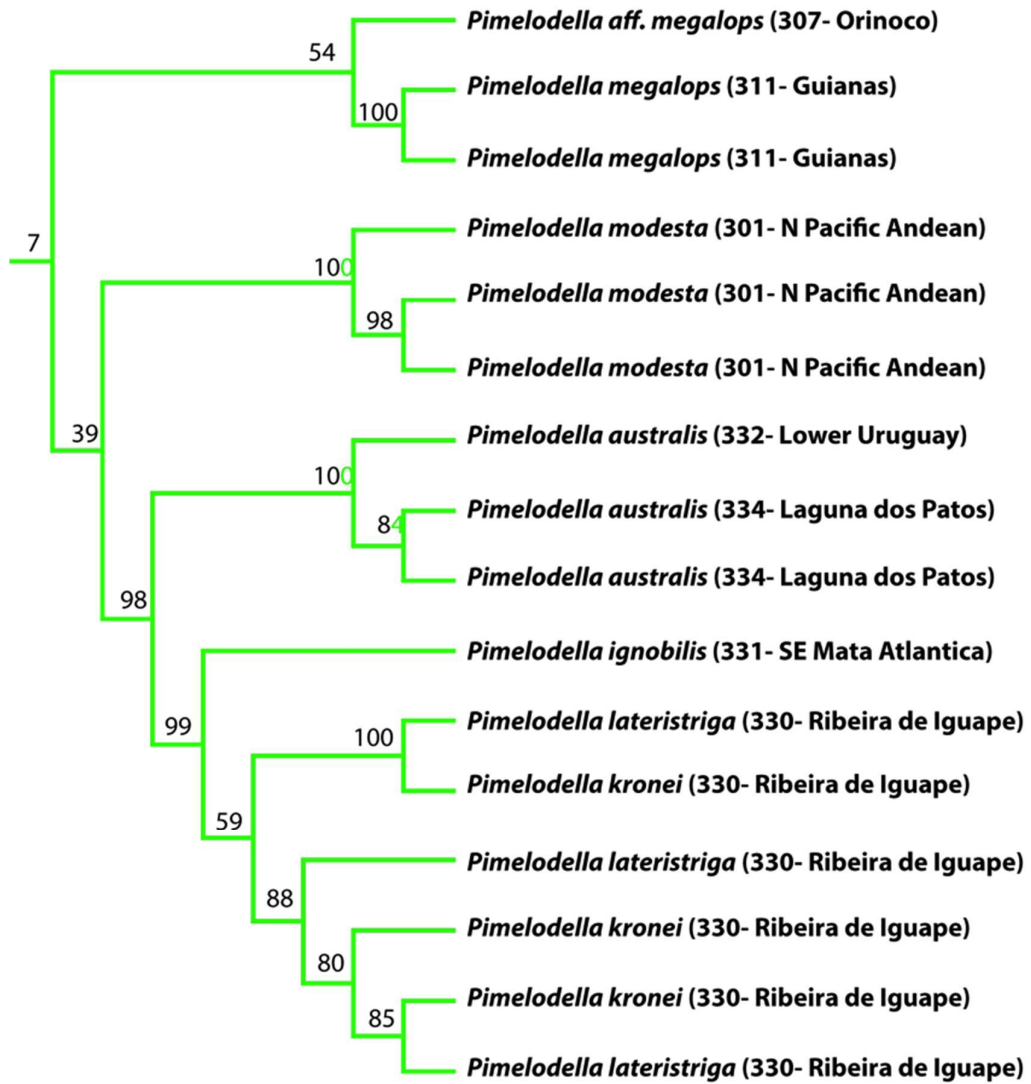 Pimelodella aff. megalops (307- Orinoco)
54
Pimelodella megalops (311- Guianas)
100
Pimelodella megalops (311- Guianas)
Pimelodella modesta (301- N Pacific Andean)
7
100
Pimelodella modesta (301- N Pacific Andean)
98
Pimelodella modesta (301- N Pacific Andean)
39
Pimelodella australis (332- Lower Uruguay)
100
Pimelodella australis (334- Laguna dos Patos)
84
Pimelodella australis (334- Laguna dos Patos)
98
Pimelodella ignobilis (331- SE Mata Atlantica)
99
Pimelodella lateristriga (330- Ribeira de Iguape)
100
Pimelodella kronei (330- Ribeira de Iguape)
59
Pimelodella lateristriga (330- Ribeira de Iguape)
88
Pimelodella kronei (330- Ribeira de Iguape)
80
Pimelodella kronei (330- Ribeira de Iguape)
85
Pimelodella lateristriga (330- Ribeira de Iguape)